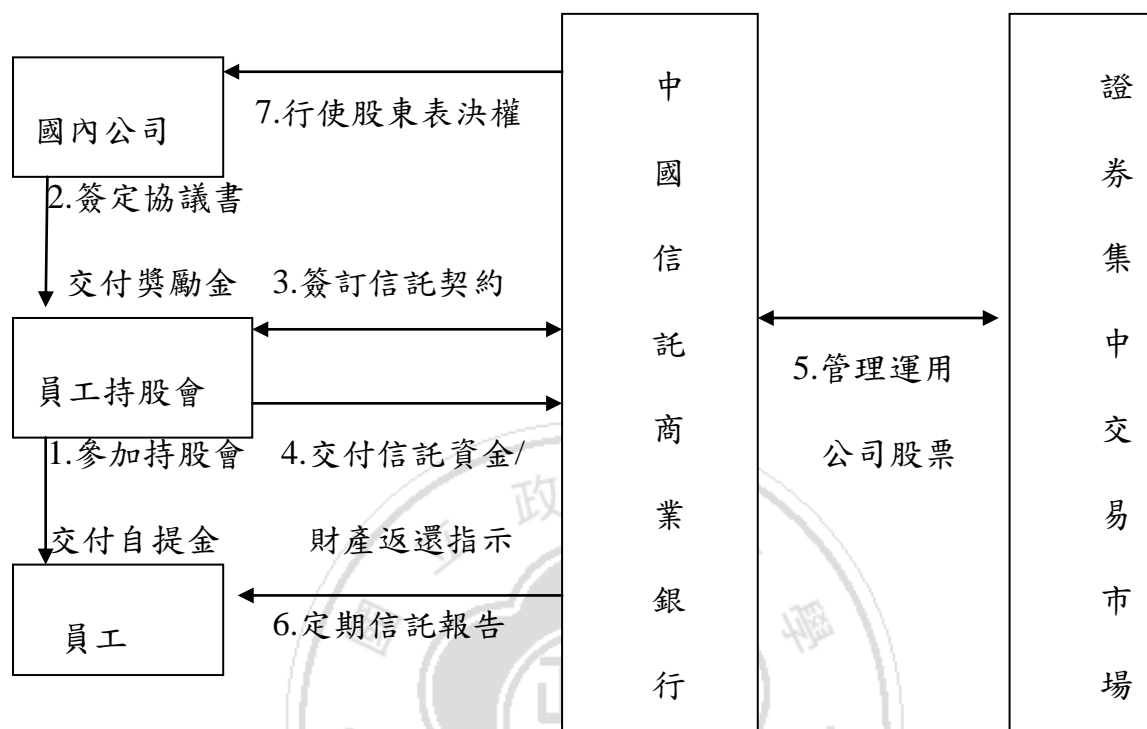 國內公司
7.行使股東表決權
2.簽定協議書
交付獎勵金
3.簽訂信託契約
員工持股會
1.參加持股會
交付自提金
4.交付信託資金/
財產返還指示
員工
6.定期信託報告
中國信託商業銀行
5.管理運用
公司股票
證券集中交易市場
政
立
國
學